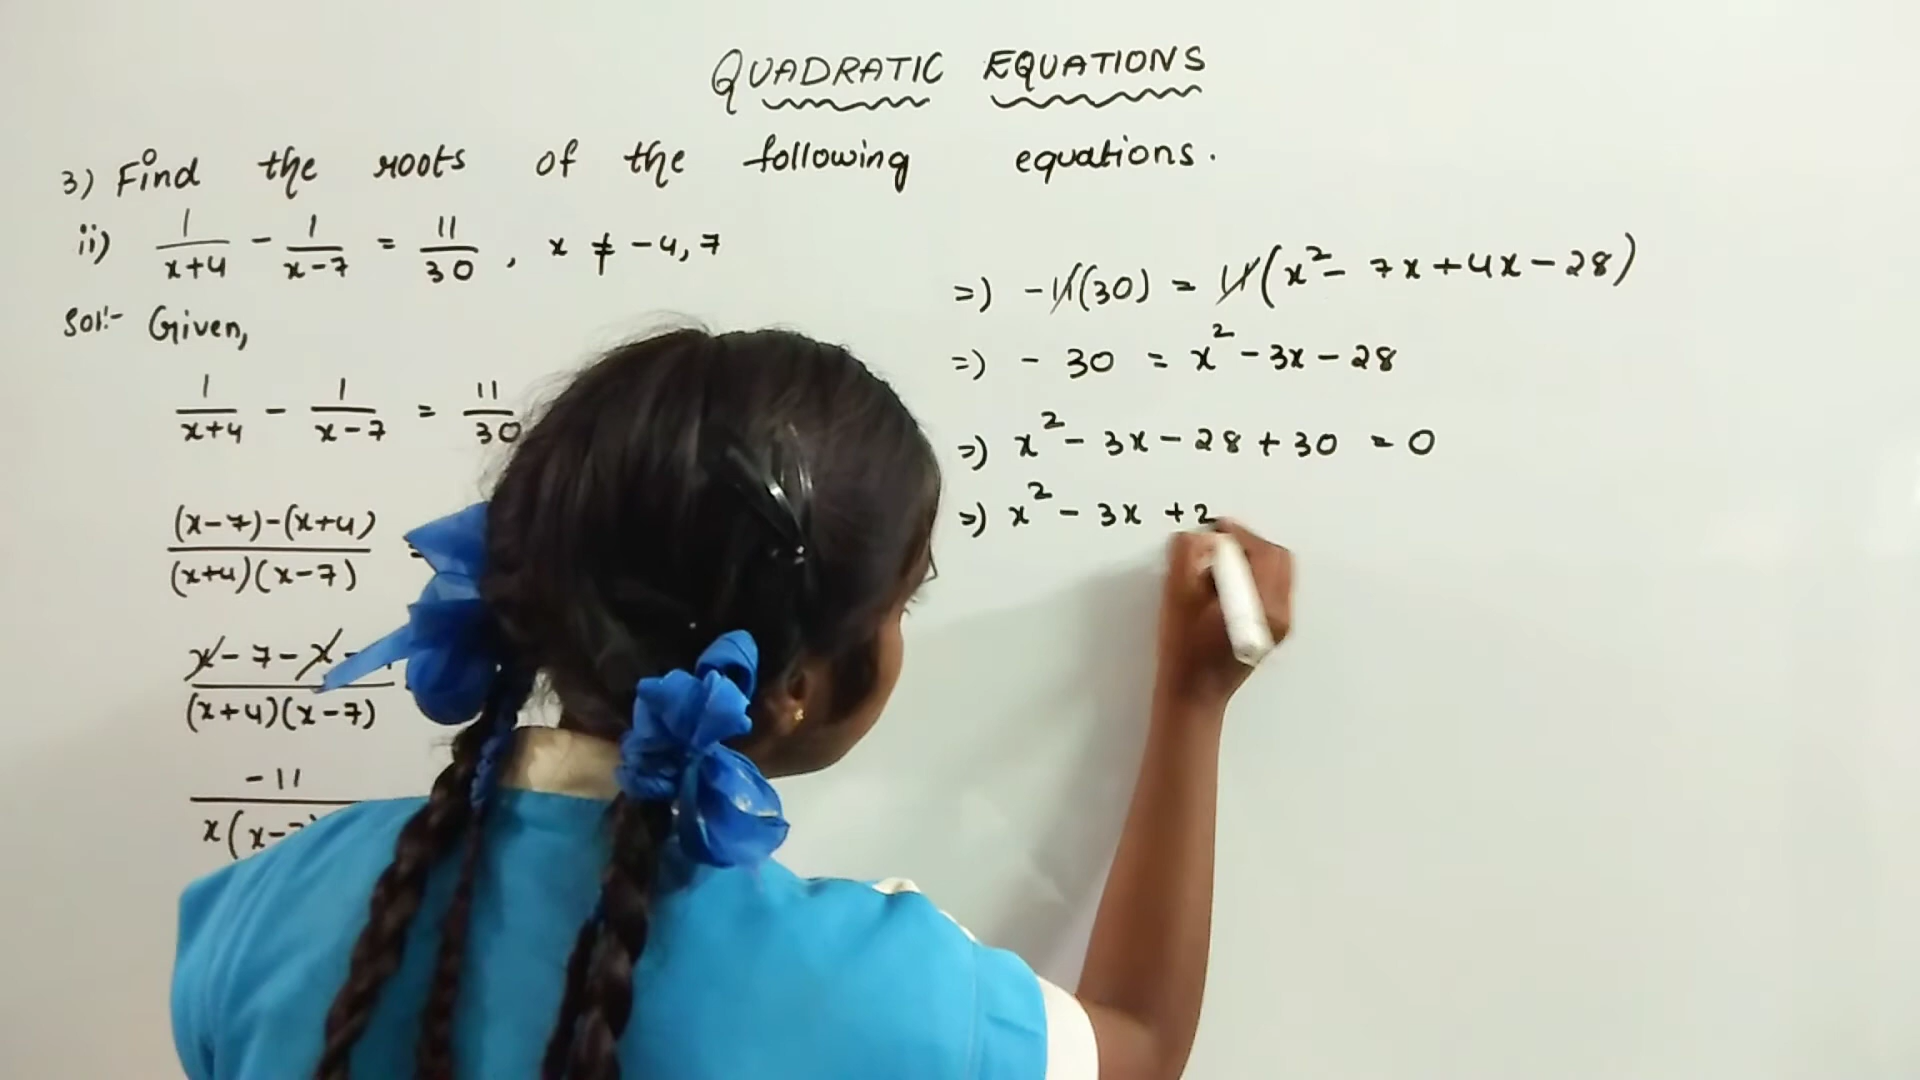 QUADRATIC EQUATIONS
3) Find the roots of the following equations.
ii) 1/(x+4) - 1/(x-7) = 11/30, x ≠ -4, 7
Sol:- Given,
1/(x+4) - 1/(x-7) = 11/30
(x-7)-(x+4)/(x+4)(x-7)
x-7-x-/(x+4)(x-7)
-11/x(x-7
=) -11(30) = 11(x²- 7x+4x-28)
=) - 30 = x²-3x-28
=) x²- 3x-28+30 = 0
=) x²- 3x +2